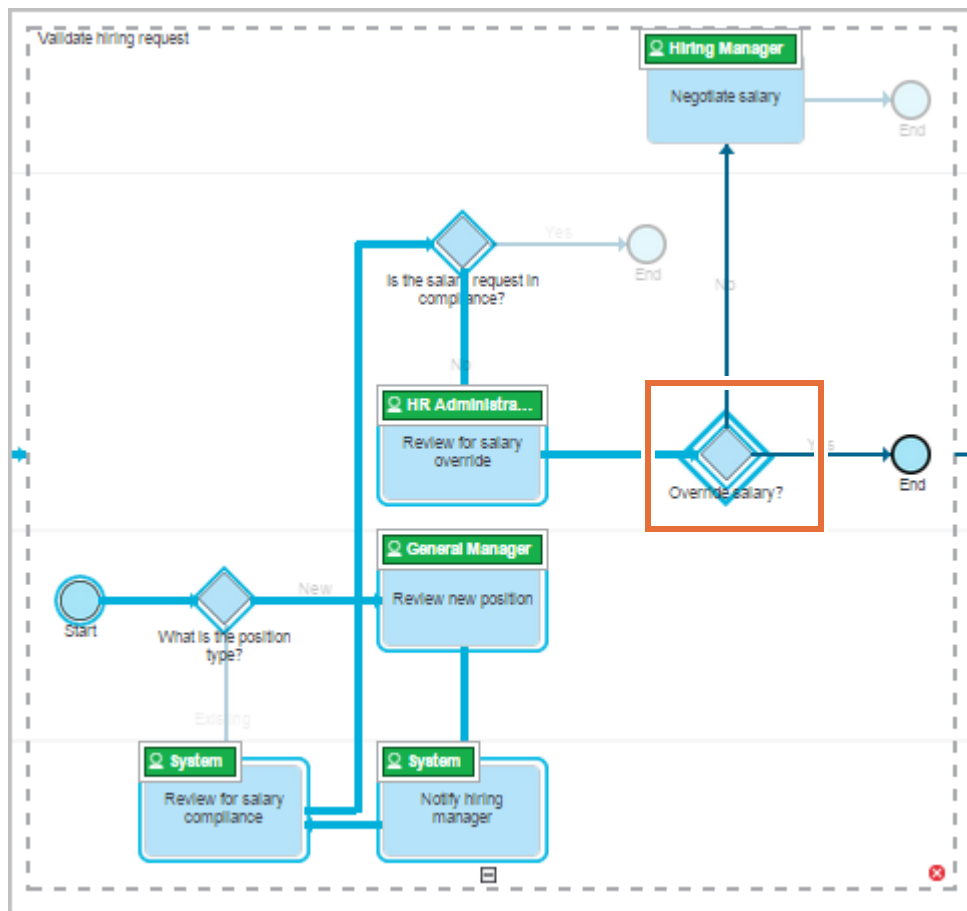 Validate hiring request
Hiring Manager
Negotiate salary
End
Yes
End
Is the salary request in
compliance?
No
No
HR Administra...
Review for salary
override
Override salary?
Yes
End
General Manager
Review new position
Start
What is the position
type?
New
Existing
System
Review for salary
compliance
System
Notify hiring
manager